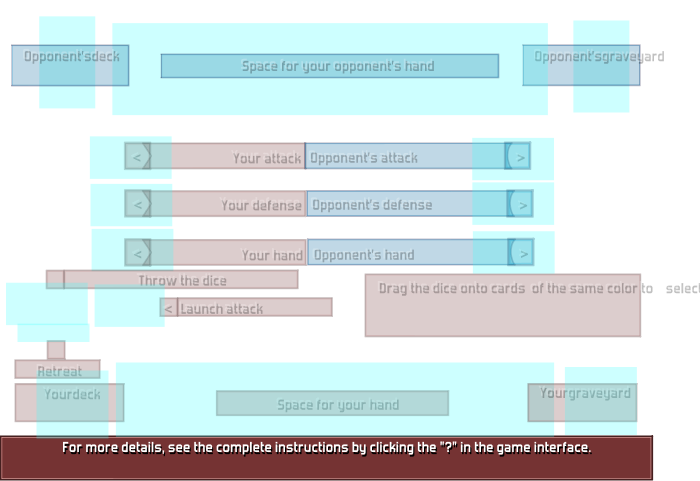 Opponent'sdeck
Space for your opponent's hand
Opponent'sgraveyard
< Your attack Opponent's attack >
< Your defense Opponent's defense >
< Your hand Opponent's hand >
Throw the dice
< Launch attack
Drag the dice onto cards of the same color to select
Retreat
Yourdeck
Space for your hand
Yourgraveyard
For more details, see the complete instructions by clicking the "?" in the game interface.